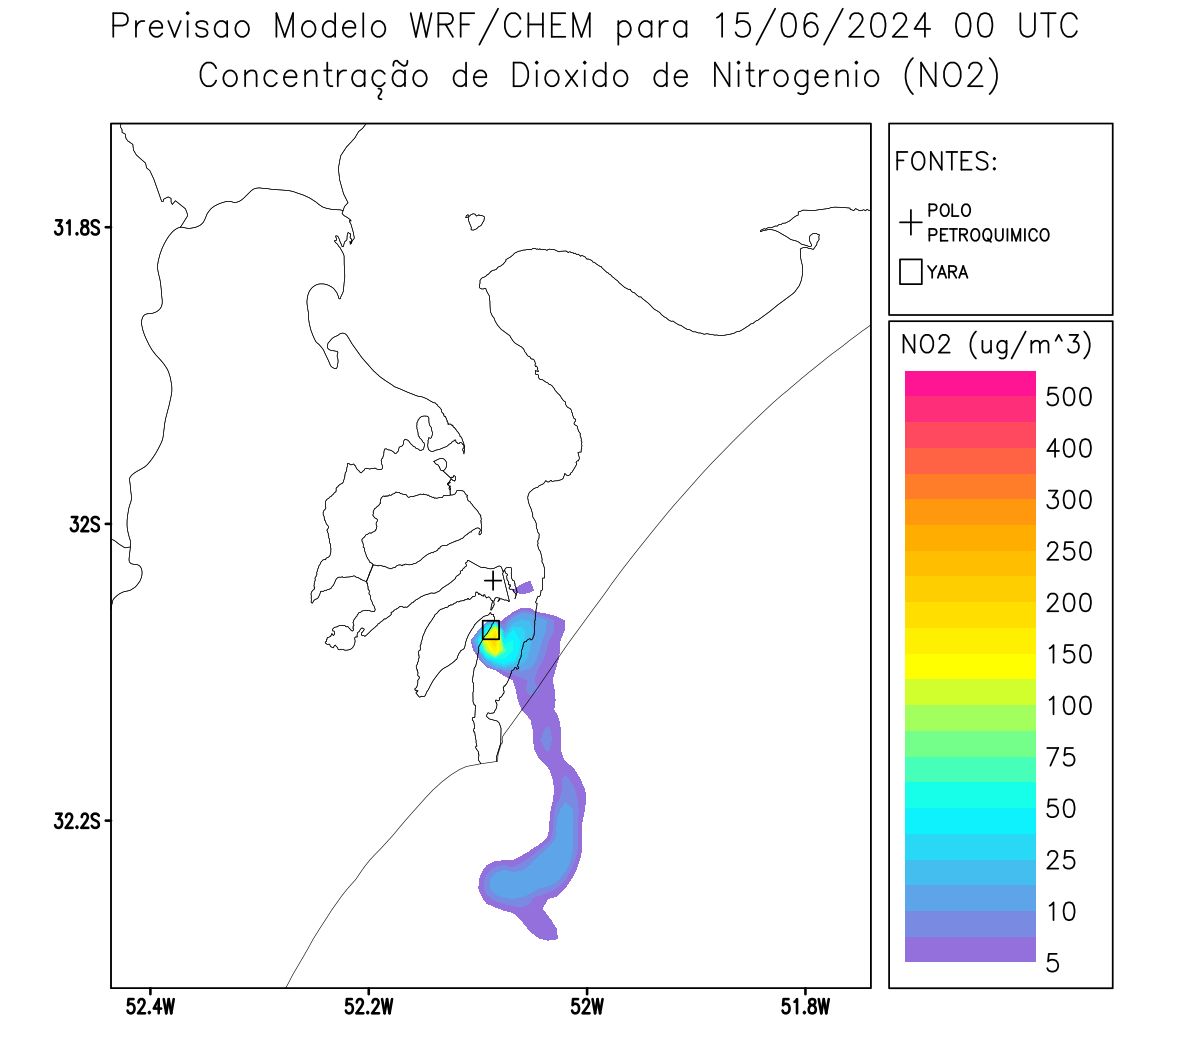 Previsao Modelo WRF/CHEM para 15/06/2024 00 UTC
Concentração de Dioxido de Nitrogenio (NO2)
FONTES:
POLO
PETROQUIMICO
YARA
NO2 (ug/m^3)
500
400
300
250
200
150
100
75
50
25
10
5
31.8S
32S
32.2S
52.4W
52.2W
52W
51.8W